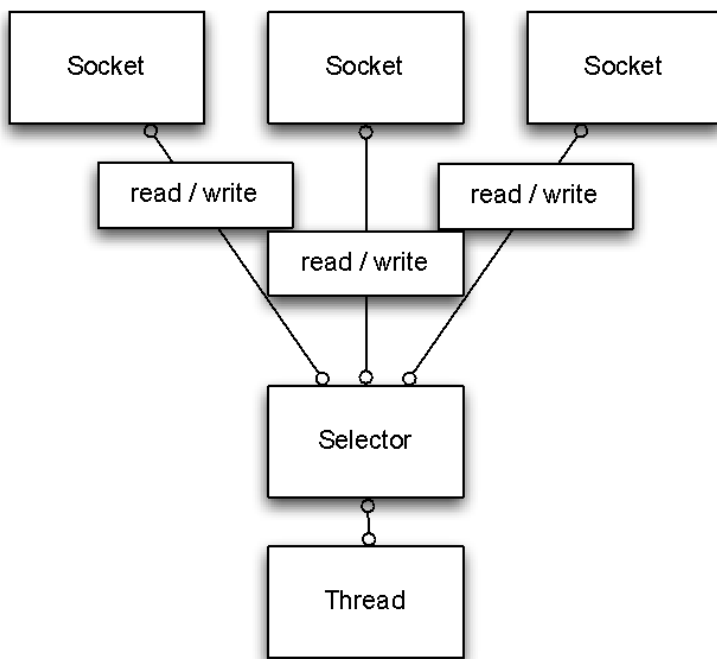 Socket
Socket
Socket
read / write
read / write
read / write
Selector
Thread